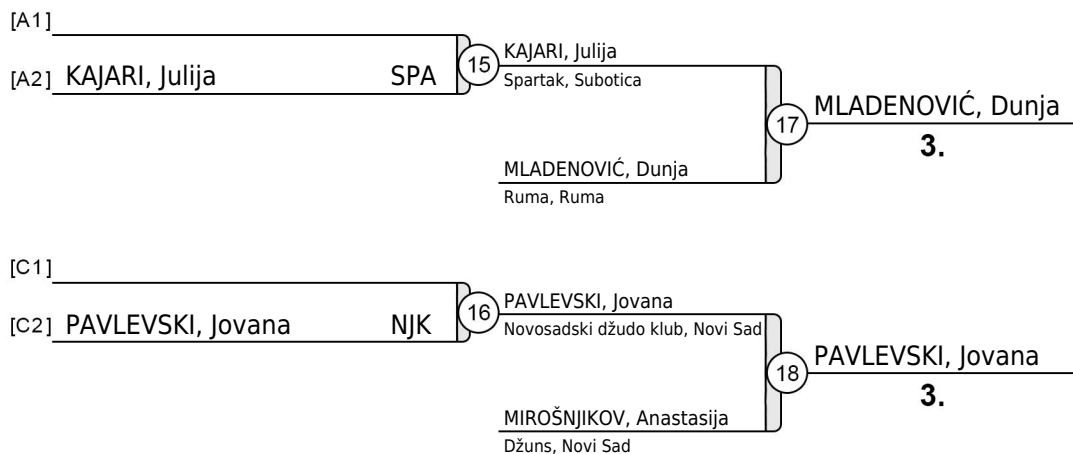 [A1]
[A2] KAJARI, Julija SPA
15
KAJARI, Julija
Spartak, Subotica
MLADENOVIĆ, Dunja
Ruma, Ruma
17
MLADENOVIĆ, Dunja
3.
[C1]
[C2] PAVLEVSKI, Jovana NJK
16
PAVLEVSKI, Jovana
Novosadski džudo klub, Novi Sad
MIROŠNJIKOV, Anastasija
Džuns, Novi Sad
18
PAVLEVSKI, Jovana
3.